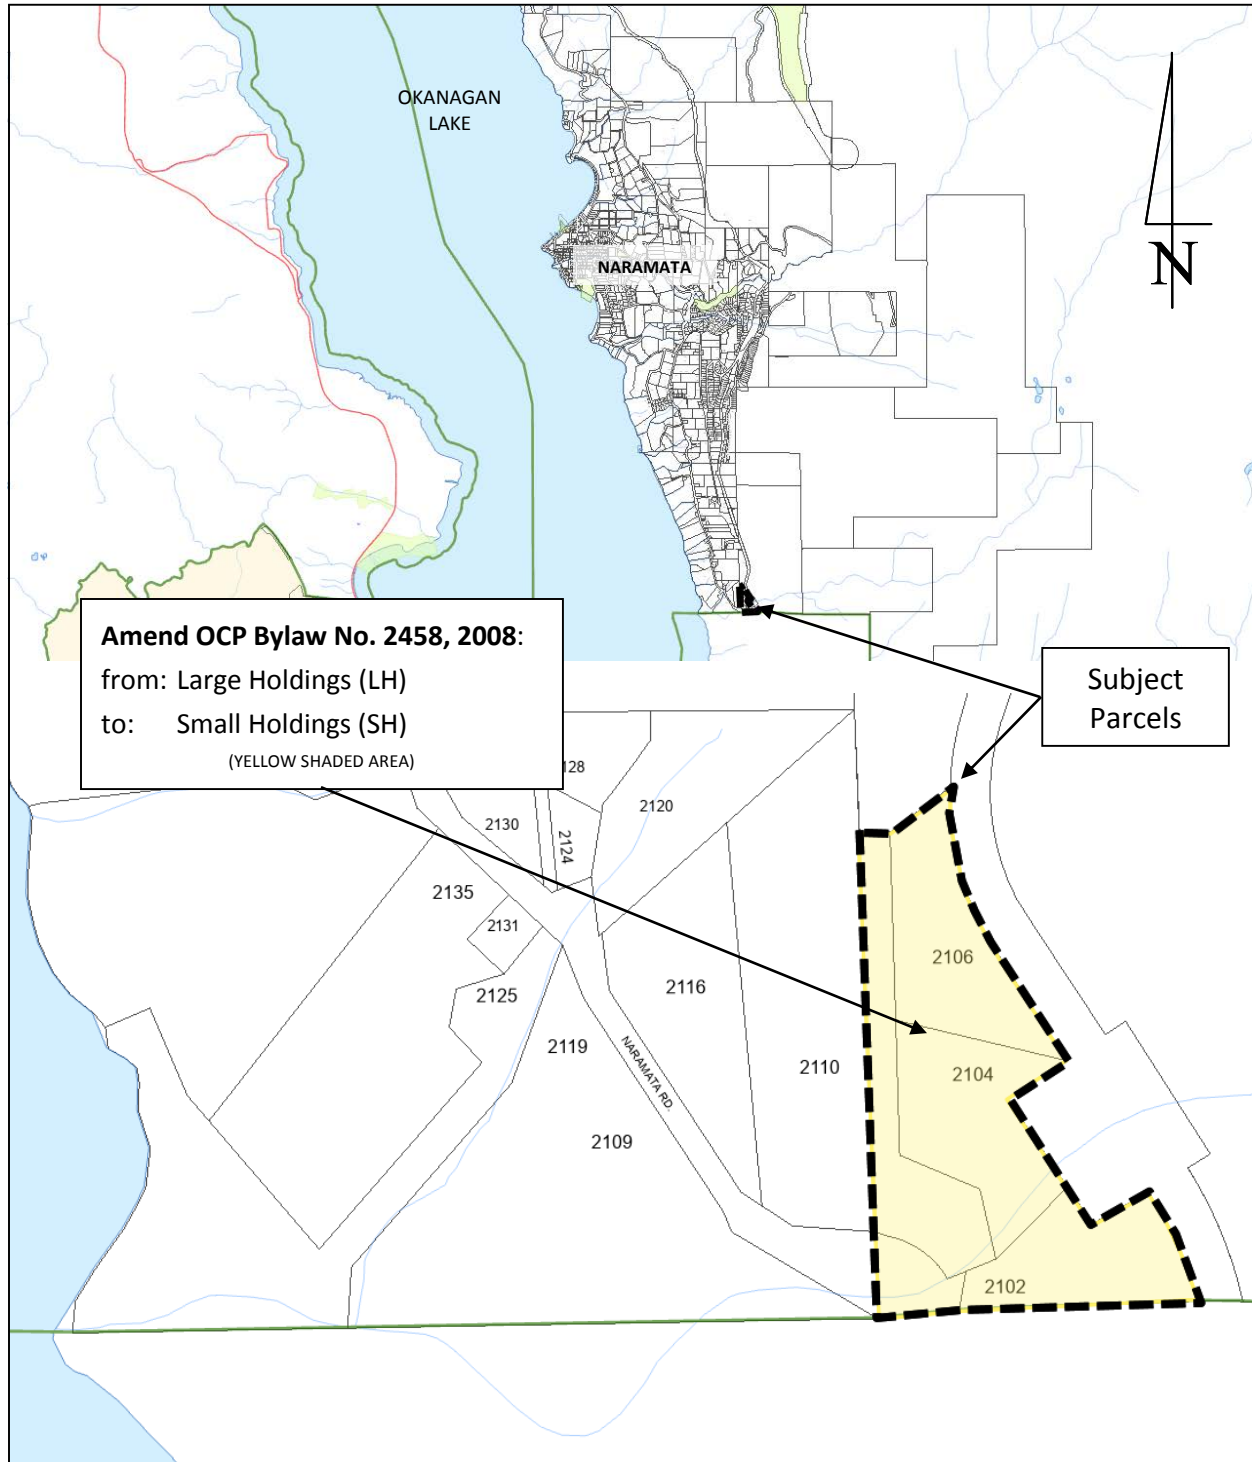 OKANAGAN
LAKE
NARAMATA
N
Amend OCP Bylaw No. 2458, 2008:
from: Large Holdings (LH)
to: Small Holdings (SH)
(YELLOW SHADED AREA)
Subject
Parcels
128
2120
2130
2124
2135
2131
2106
2125
2116
2119
NARAMATA RD.
2110
2104
2109
2102